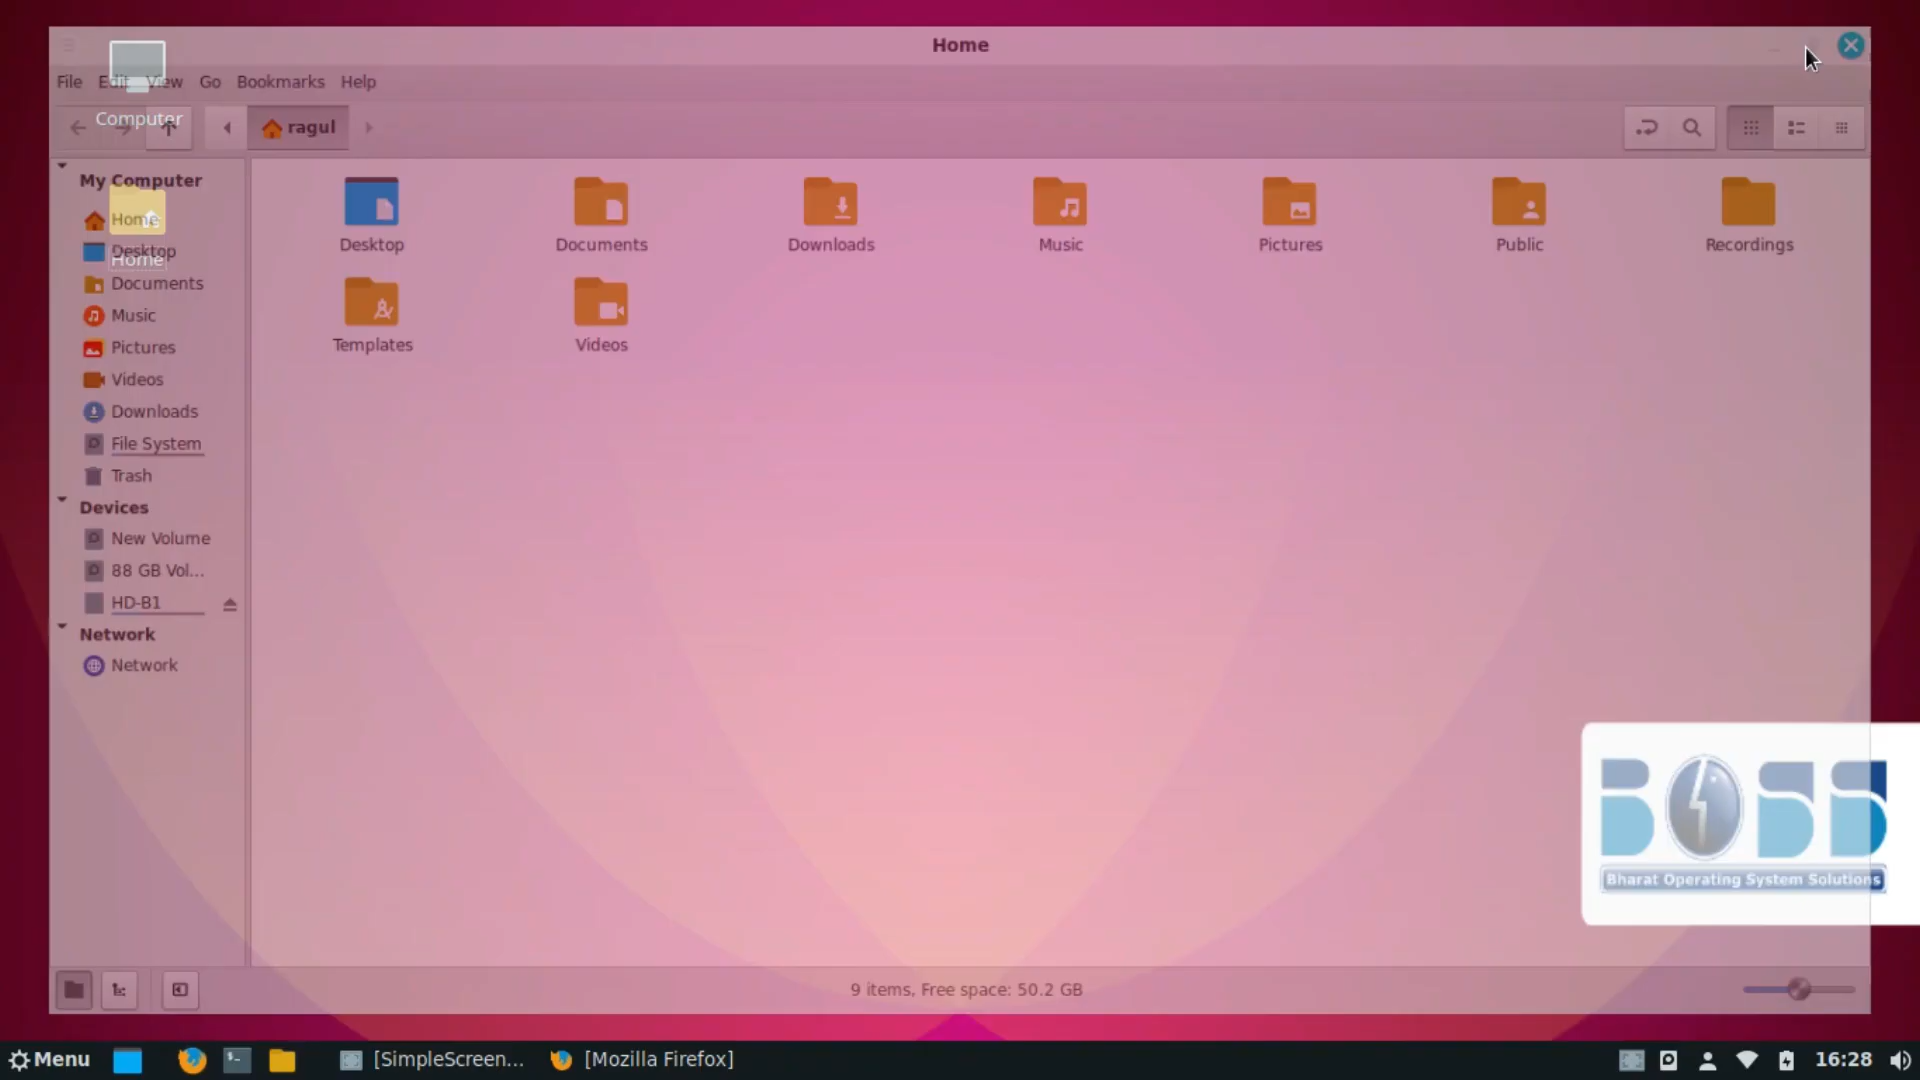 Home
File Edit View Go Bookmarks Help
Computer
ragul
My Computer
Home
Desktop
Home
Documents
Music
Pictures
Videos
Downloads
File System
Trash
Devices
New Volume
88 GB Vol...
HD-B1
Network
Network
Desktop Documents Downloads Music Pictures Public Recordings
Templates Videos
BOSS
Bharat Operating System Solutions
9 items, Free space: 50.2 GB
Menu [SimpleScreen... [Mozilla Firefox] 16:28